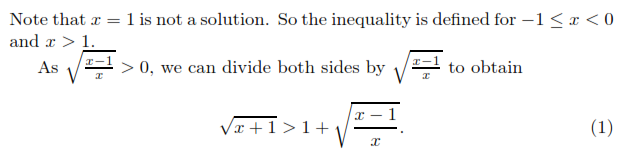 Note that x = 1 is not a solution. So the inequality is defined for −1 ≤ x < 0
and x > 1.
As √((x−1)/x) > 0, we can divide both sides by √((x−1)/x) to obtain
√(x + 1) > 1 + √((x − 1)/x). (1)